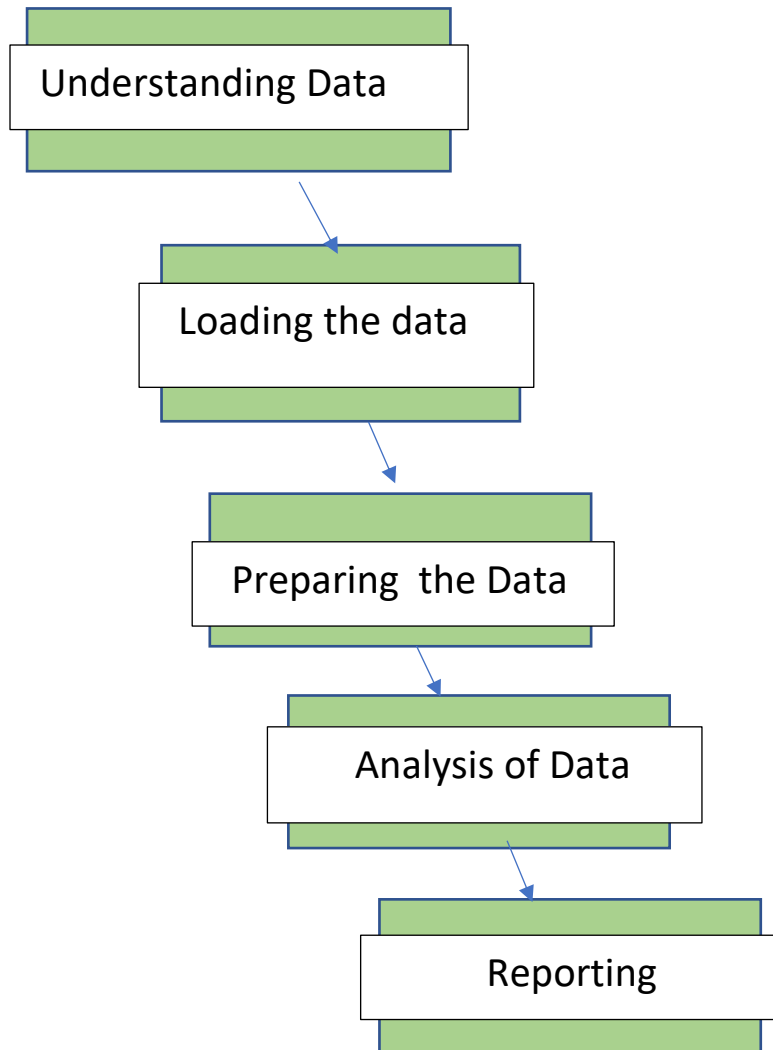 Understanding Data
Loading the data
Preparing  the Data
Analysis of Data
Reporting